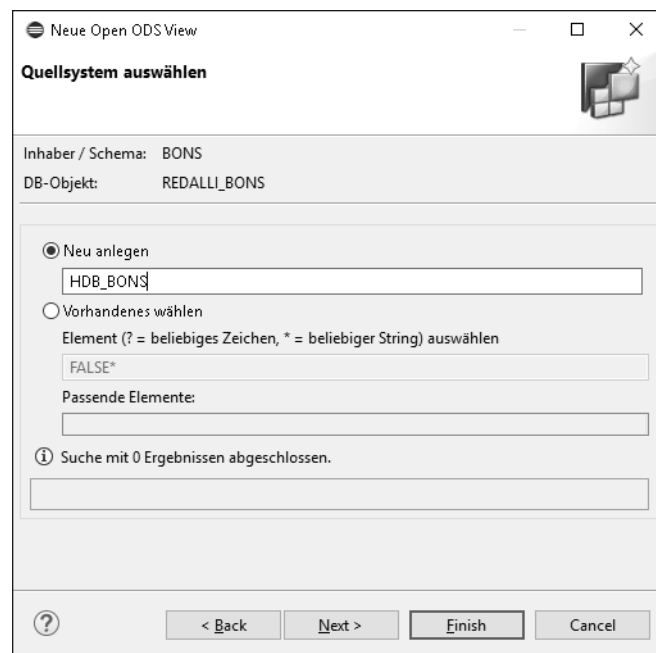 Neue Open ODS View
Quellsystem auswählen
Inhaber / Schema: BONS
DB-Objekt: REDALLI_BONS
Neu anlegen
HDB_BONS
Vorhandenes wählen
Element (? = beliebiges Zeichen, * = beliebiger String) auswählen
FALSE*
Passende Elemente:
Suche mit 0 Ergebnissen abgeschlossen.
< Back Next > Finish Cancel